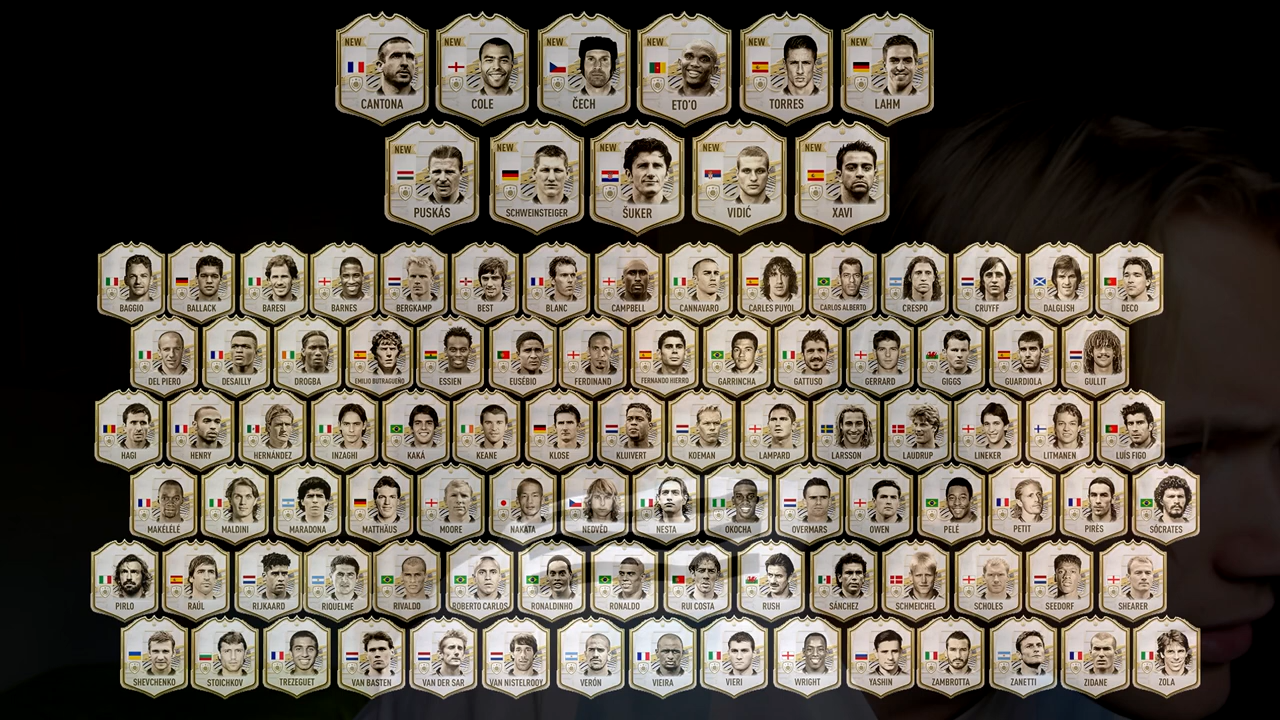 NEW NEW NEW NEW NEW NEW
CANTONA COLE ČECH ETO'O TORRES LAHM
NEW NEW NEW NEW NEW
PUSKÁS SCHWEINSTEIGER ŠUKER VIDIĆ XAVI
BAGGIO BALLACK BARESI BARNES BERGKAMP BEST BLANC CAMPBELL CANNAVARO CARLES PUYOL CARLOS ALBERTO CRESPO CRUYFF DALGLISH DECO
DEL PIERO DESAILLY DROGBA EMILIO BUTRAGUEÑO ESSIEN EUSÉBIO FERDINAND FERNANDO HIERRO GARRINCHA GATTUSO GERRARD GIGGS GUARDIOLA GULLIT
HAGI HENRY HERNÁNDEZ INZAGHI KAKÁ KEANE KLOSE KLUIVERT KOEMAN LAMPARD LARSSON LAUDRUP LINEKER LITMANEN LUÍS FIGO
MAKÉLÉLÉ MALDINI MARADONA MATTHÄUS MOORE NAKATA NEDVĚD NESTA OKOCHA OVERMARS OWEN PELÉ PETIT PIRÈS SÓCRATES
PIRLO RAÚL RIJKAARD RIQUELME RIVALDO ROBERTO CARLOS RONALDINHO RONALDO RUI COSTA RUSH SÁNCHEZ SCHMEICHEL SCHOLES SEEDORF SHEARER
SHEVCHENKO STOICHKOV TREZEGUET VAN BASTEN VAN DER SAR VAN NISTELROOY VERÓN VIEIRA VIERI WRIGHT YASHIN ZAMBROTTA ZANETTI ZIDANE ZOLA